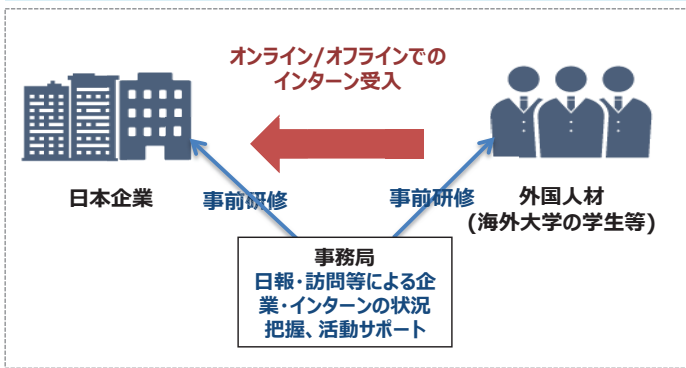 オンライン/オフラインでの
インターン受入
日本企業
事前研修
事前研修
外国人材
(海外大学の学生等)
事務局
日報・訪問等による企
業・インターンの状況
把握、活動サポート